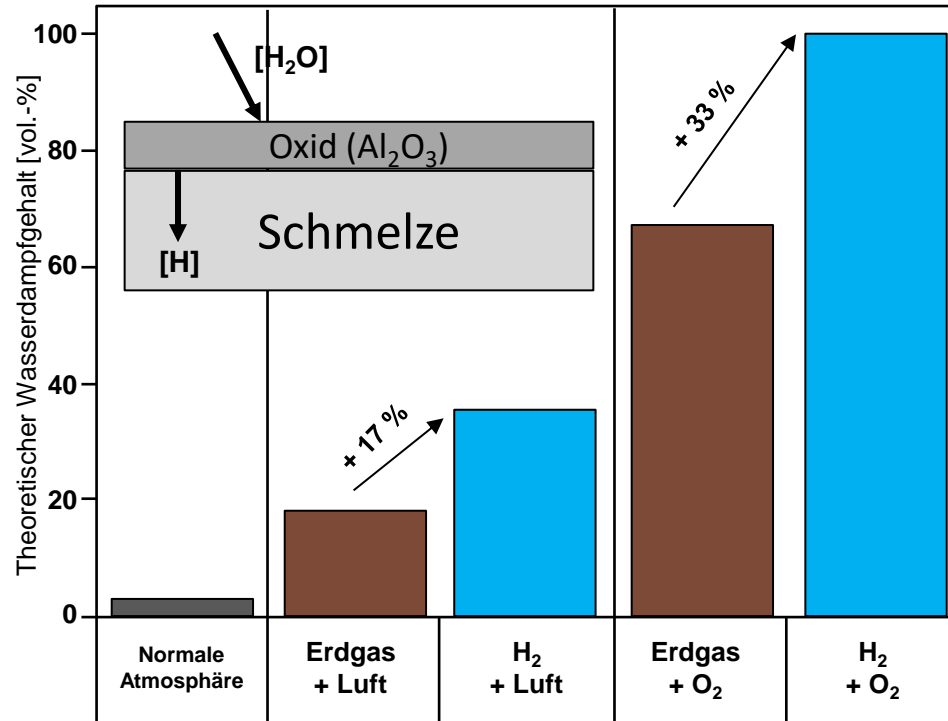 Theoretischer Wasserdampfgehalt [vol.-%]
100
80
60
40
20
0
[H₂O]
Oxid (Al₂O₃)
Schmelze
[H]
+ 17 %
+ 33 %
Normale
Atmosphäre
Erdgas
+ Luft
H₂
+ Luft
Erdgas
+ O₂
H₂
+ O₂